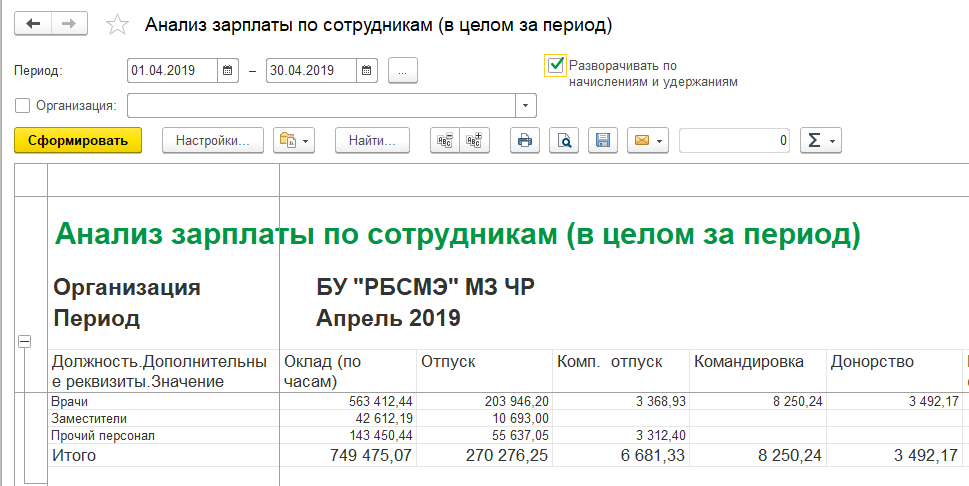 Анализ зарплаты по сотрудникам (в целом за период)
Период: 01.04.2019 – 30.04.2019 ... Разворачивать по
начислениям и удержаниям
Организация:
Сформировать Настройки... Найти... 0 Σ
Анализ зарплаты по сотрудникам (в целом за период)
Организация БУ "РБСМЭ" МЗ ЧР
Период Апрель 2019
Должность.Дополнительны Оклад (по Отпуск Комп. отпуск Командировка Донорство
е реквизиты.Значение часам)
Врачи 563 412,44 203 946,20 3 368,93 8 250,24 3 492,17
Заместители 42 612,19 10 693,00
Прочий персонал 143 450,44 55 637,05 3 312,40
Итого 749 475,07 270 276,25 6 681,33 8 250,24 3 492,17